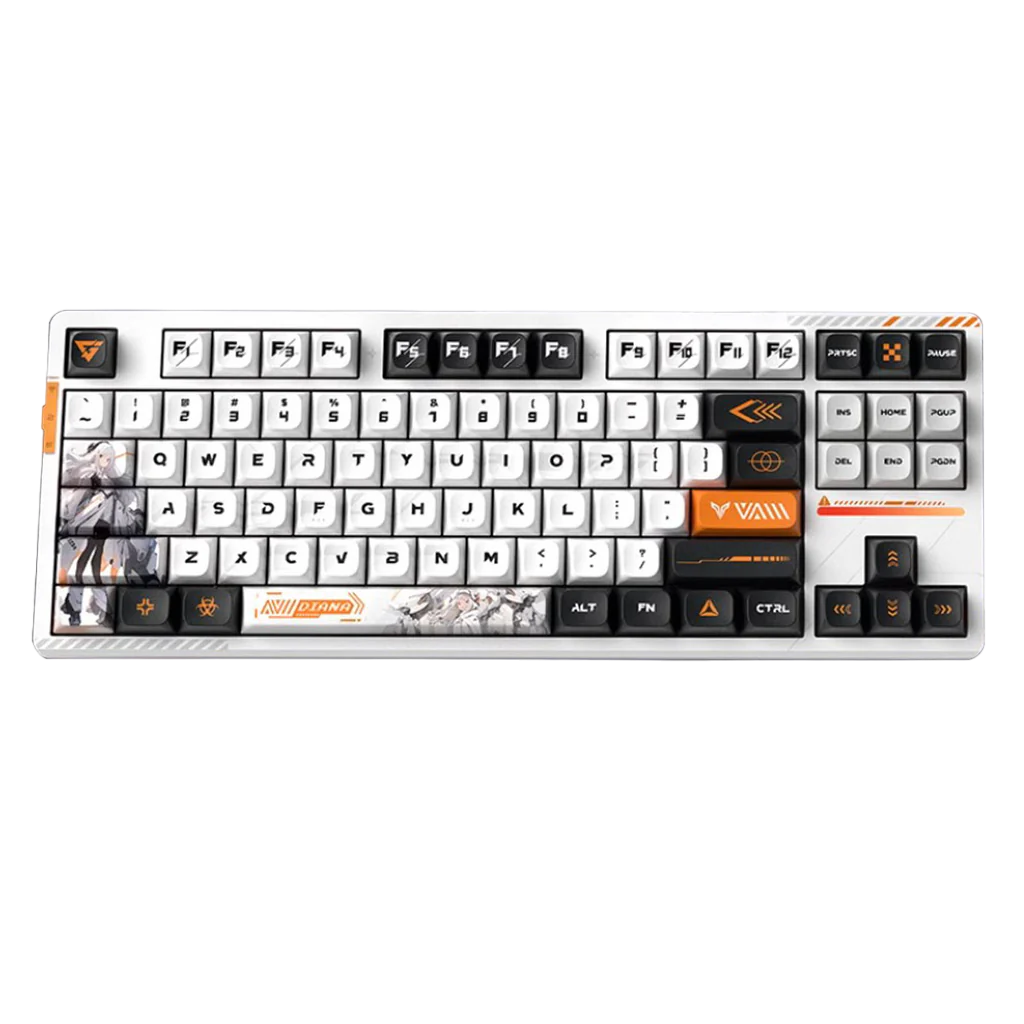 F1 F2 F3 F4 F5 F6 F7 F8 F9 F10 F11 F12 PRTSC PAUSE
~ ! @ # $ % ^ & * ( ) - +
` 1 2 3 4 5 6 7 8 9 0 - = INS HOME PGUP
Q W E R T Y U I O P { [ } ] DEL END PGDN
A S D F G H J K L : ; " ' VA
Z X C V B N M < , > . ? /
DIANA ALT FN CTRL